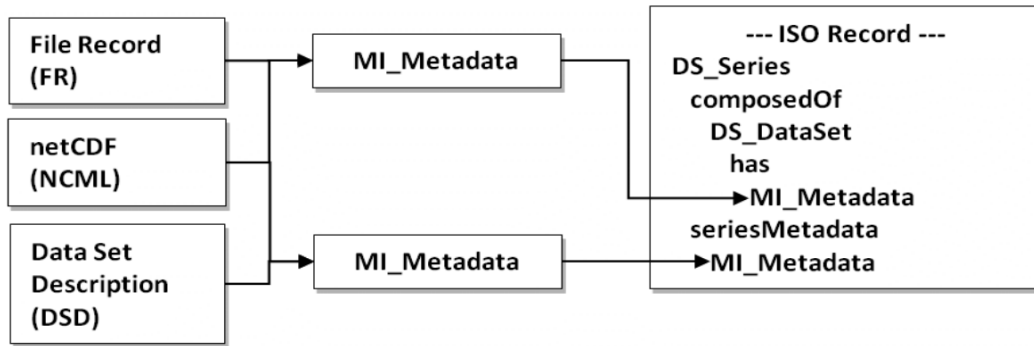 File Record
(FR)
netCDF
(NCML)
Data Set
Description
(DSD)
MI_Metadata
MI_Metadata
--- ISO Record ---
DS_Series
composedOf
DS_DataSet
has
MI_Metadata
seriesMetadata
MI_Metadata